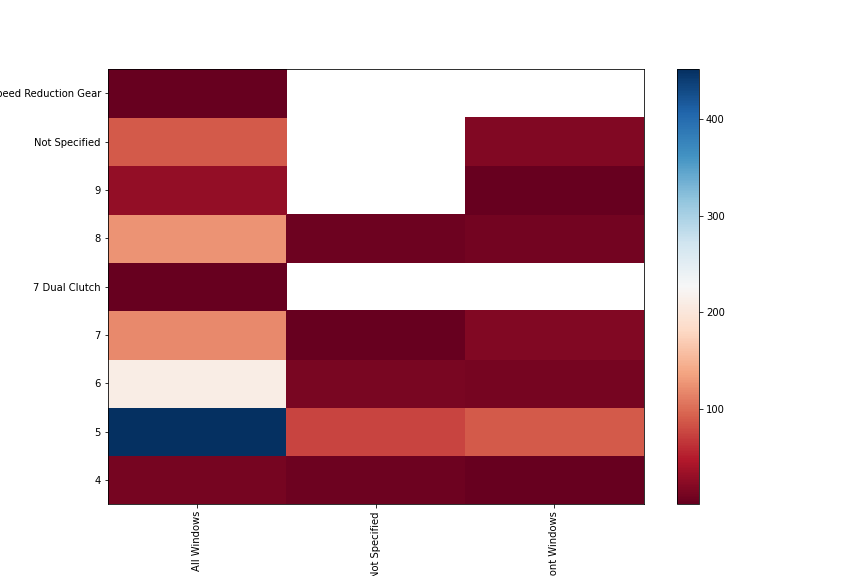 peed Reduction Gear
Not Specified
9
8
7 Dual Clutch
7
6
5
4
All Windows
Not Specified
ont Windows
400
300
200
100